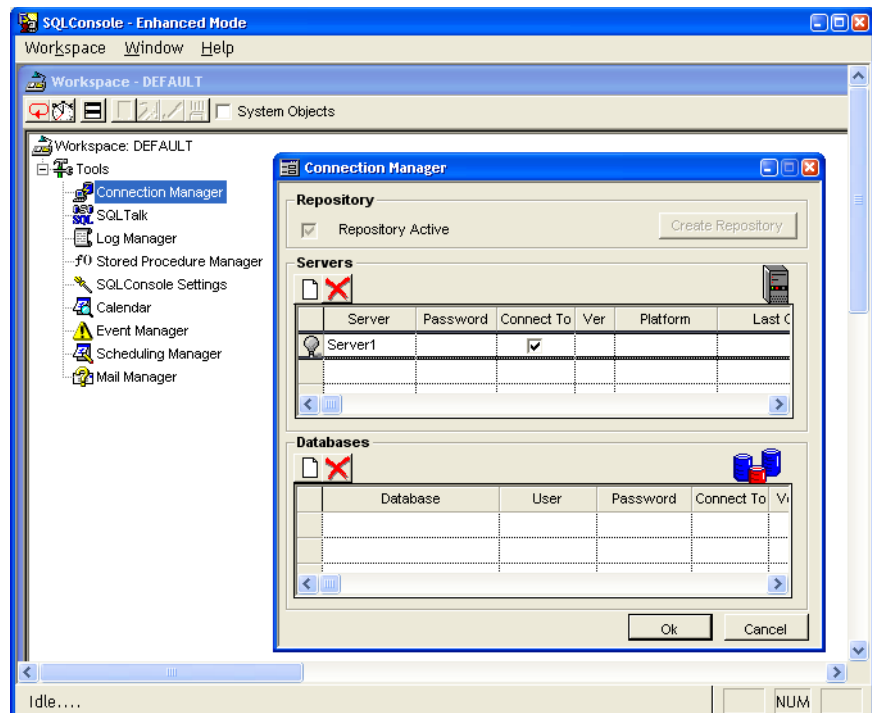 SQLConsole - Enhanced Mode
Workspace Window Help
Workspace - DEFAULT
System Objects
Workspace: DEFAULT
Tools
Connection Manager
SQLTalk
Log Manager
f() Stored Procedure Manager
SQLConsole Settings
Calendar
Event Manager
Scheduling Manager
Mail Manager
Connection Manager
Repository
Repository Active Create Repository
Servers
Server Password Connect To Ver Platform Last C
Server1
Databases
Database User Password Connect To V
Ok Cancel
Idle.... NUM